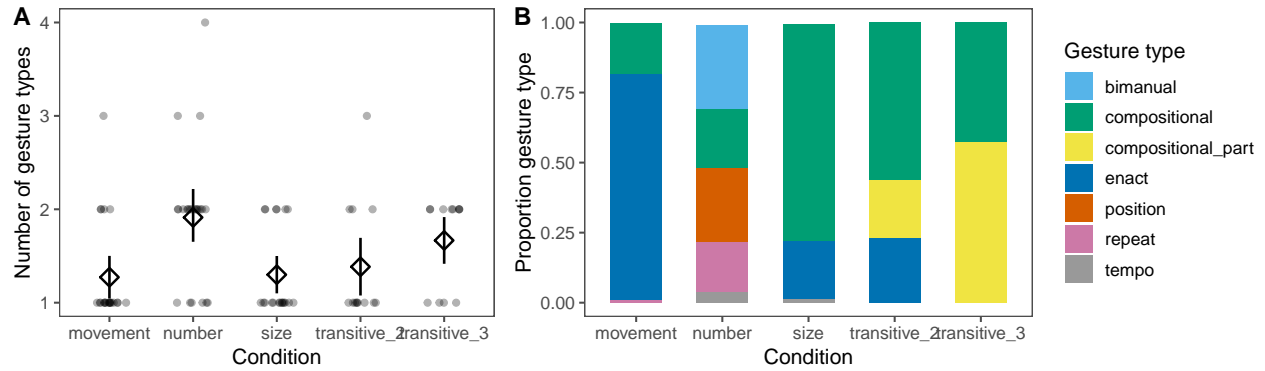 A
Number of gesture types
4
3
2
1
movement number size transitive_2 transitive_3
Condition
B
Proportion gesture type
1.00
0.75
0.50
0.25
0.00
movement number size transitive_2 transitive_3
Condition
Gesture type
bimanual
compositional
compositional_part
enact
position
repeat
tempo